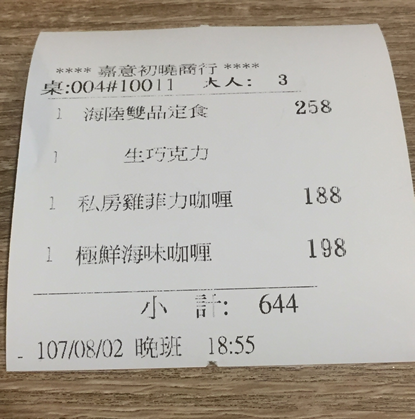 **** 嘉意初曉商行 ****
桌:004#10011 大人: 3
1 海陸雙品定食 258
1 生巧克力
1 私房雞菲力咖喱 188
1 極鮮海味咖喱 198
小 計: 644
107/08/02 晚班 18:55